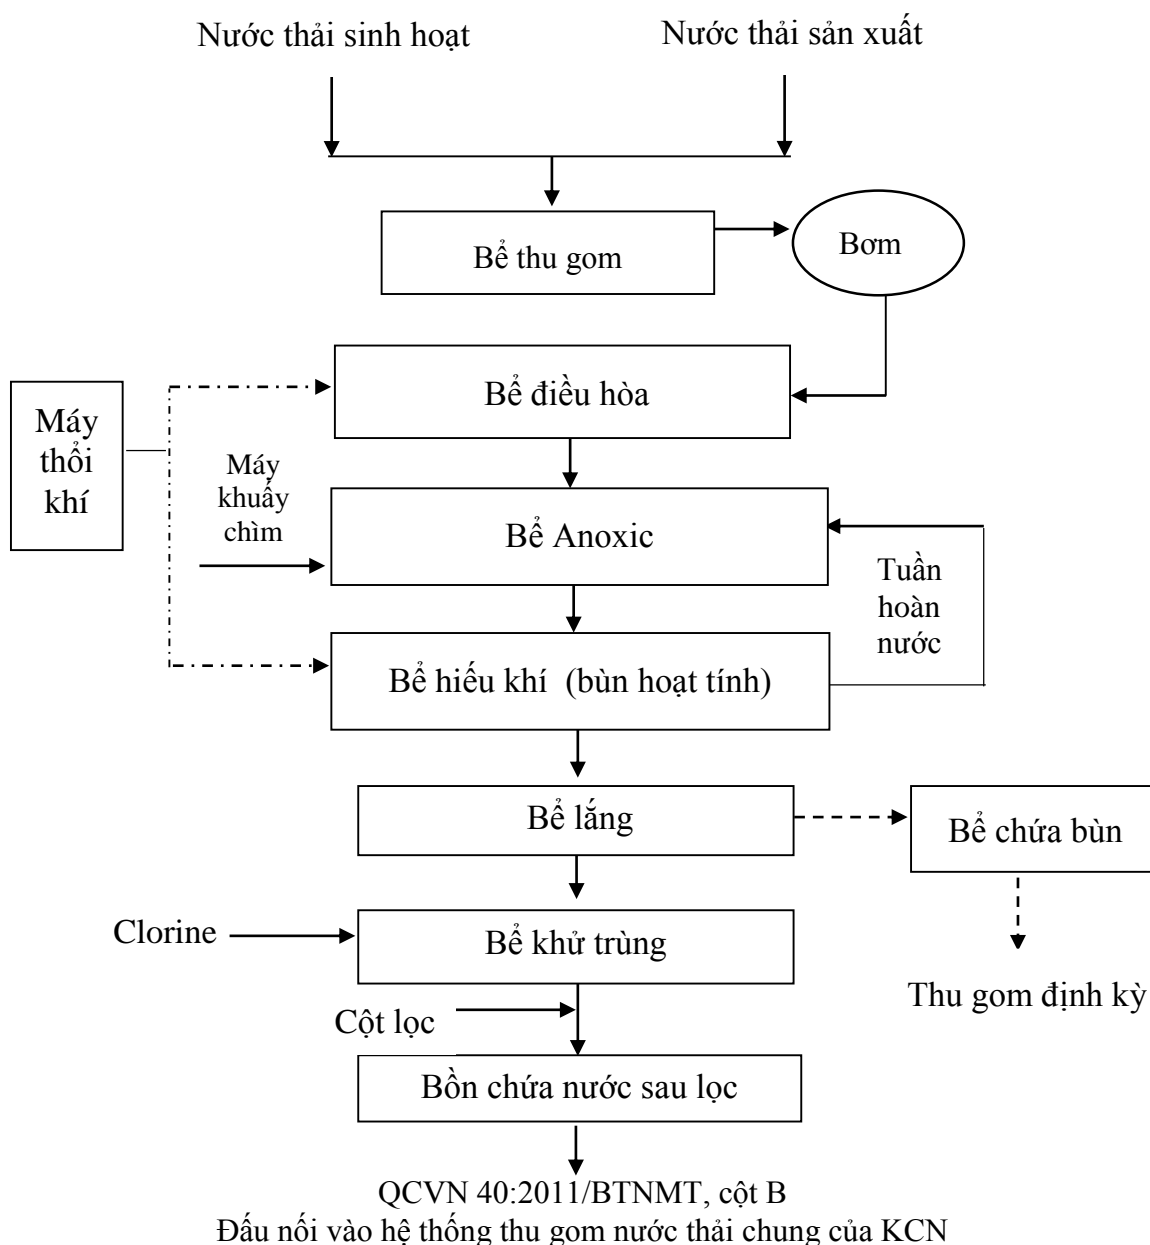 Nước thải sinh hoạt
Nước thải sản xuất
Bể thu gom
Bơm
Bể điều hòa
Máy
thổi
khí
Máy
khuấy
chìm
Bể Anoxic
Tuần
hoàn
nước
Bể hiếu khí (bùn hoạt tính)
Bể lắng
Bể chứa bùn
Clorine
Bể khử trùng
Thu gom định kỳ
Cột lọc
Bồn chứa nước sau lọc
QCVN 40:2011/BTNMT, cột B
Đấu nối vào hệ thống thu gom nước thải chung của KCN